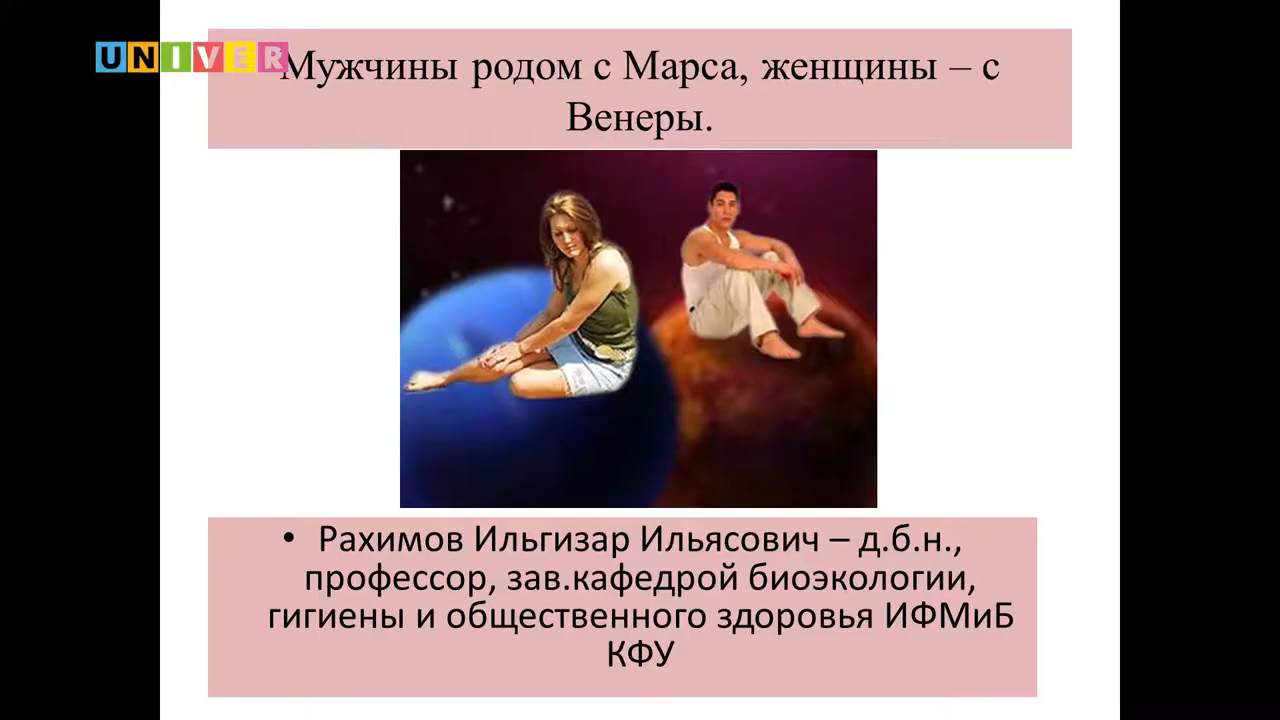 UNIVER
Мужчины родом с Марса, женщины – с
Венеры.
• Рахимов Ильгизар Ильясович – д.б.н.,
профессор, зав.кафедрой биоэкологии,
гигиены и общественного здоровья ИФМиБ
КФУ